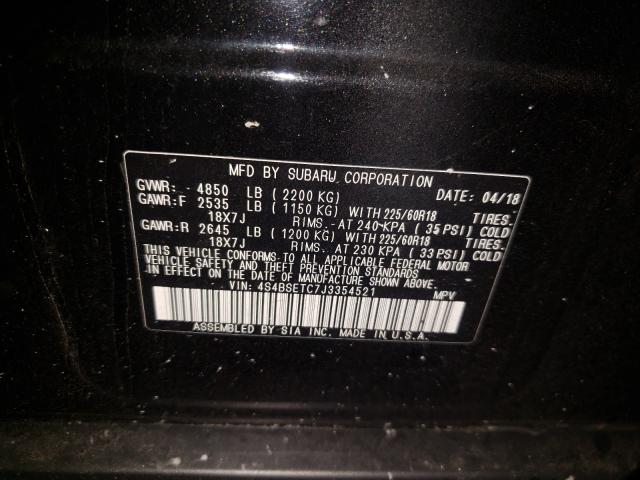 MFD BY SUBARU CORPORATION
GVWR: 4850 LB (2200 KG) DATE: 04/18
GAWR:F 2535 LB (1150 KG) WITH 225/60R18 TIRES.
18X7J RIMS.-AT 240 KPA (35 PSI) COLD
GAWR:R 2645 LB (1200 KG) WITH 225/60R18 TIRES.
18X7J RIMS. AT 230 KPA (33 PSI) COLD
THIS VEHICLE CONFORMS TO ALL APPLICABLE FEDERAL MOTOR
VEHICLE SAFETY, BUMPER, AND THEFT PREVENTION STANDARDS
IN EFFECT ON THE DATE OF MANUFACTURE SHOWN ABOVE.
VIN: 4S4BSETC7J3354521 MPV
ASSEMBLED BY SIA INC. MADE IN U.S.A.